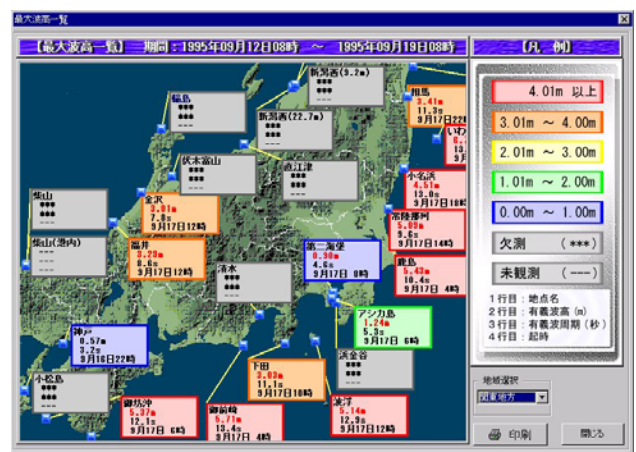 最大波高一覧
【最大波高一覧】 期間：1995年09月12日08時 ～ 1995年09月19日08時
【凡 例】
新潟西(9.2m)
***
***
---
輪島
***
***
---
新潟西(22.7m)
***
***
---
相馬
3.41m
11.3s
9月17日22時
いわ
伏木富山
***
***
---
直江津
***
***
---
小名浜
4.51m
13.0s
9月17日18時
柴山
***
***
---
金沢
3.01m
7.8s
9月17日12時
常陸那珂
5.09m
9.6s
9月17日14時
柴山(港内)
***
***
---
福井
3.29m
8.6s
9月17日12時
清水
***
***
---
第二海堡
0.90m
4.6s
9月17日 0時
鹿島
5.43m
10.4s
9月17日 4時
神戸
0.57m
3.2s
9月16日22時
アシカ島
1.24m
5.3s
9月17日 6時
小松島
***
***
---
下田
3.03m
11.1s
9月17日10時
浜金谷
***
***
---
御坊沖
5.37m
12.1s
9月17日 6時
御前崎
5.71m
13.4s
9月17日 4時
波浮
5.14m
12.9s
9月17日12時
4.01m 以上
3.01m ～ 4.00m
2.01m ～ 3.00m
1.01m ～ 2.00m
0.00m ～ 1.00m
欠測 (***)
未観測 (---)
1行目：地点名
2行目：有義波高(m)
3行目：有義波周期(秒)
4行目：起時
地域選択
関東地方
印刷
閉じる